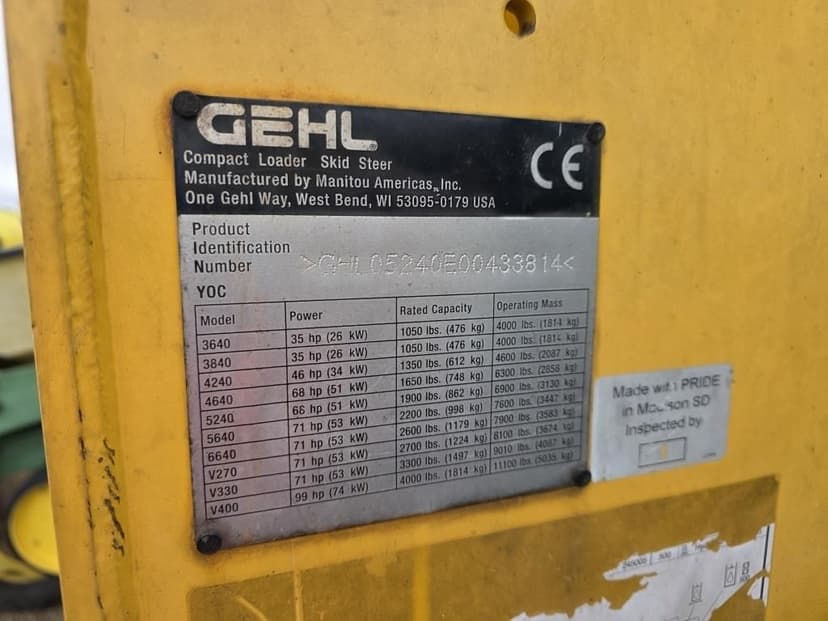 GEHL
Compact Loader Skid Steer
Manufactured by Manitou Americas, Inc.
One Gehl Way, West Bend, WI 53095-0179 USA
CE
Product
Identification
Number >GHL05240E00433814<
YOC
Model Power Rated Capacity Operating Mass
3640 35 hp (26 kW) 1050 lbs. (476 kg) 4000 lbs. (1814 kg)
3840 35 hp (26 kW) 1050 lbs. (476 kg) 4000 lbs. (1814 kg)
4240 46 hp (34 kW) 1350 lbs. (612 kg) 4600 lbs. (2087 kg)
4640 68 hp (51 kW) 1650 lbs. (748 kg) 6300 lbs. (2858 kg)
5240 66 hp (51 kW) 1900 lbs. (862 kg) 6900 lbs. (3130 kg)
5640 71 hp (53 kW) 2200 lbs. (998 kg) 7600 lbs. (3447 kg)
6640 71 hp (53 kW) 2600 lbs. (1179 kg) 7900 lbs. (3583 kg)
V270 71 hp (53 kW) 2700 lbs. (1224 kg) 8100 lbs. (3674 kg)
V330 71 hp (53 kW) 3300 lbs. (1497 kg) 9010 lbs. (4087 kg)
V400 99 hp (74 kW) 4000 lbs. (1814 kg) 11100 lbs. (5035 kg)
Made with PRIDE
in Madison SD
Inspected by